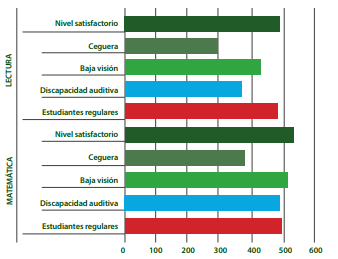 LECTURA
Nivel satisfactorio
Ceguera
Baja visión
Discapacidad auditiva
Estudiantes regulares
MATEMÁTICA
Nivel satisfactorio
Ceguera
Baja visión
Discapacidad auditiva
Estudiantes regulares
0 100 200 300 400 500 600